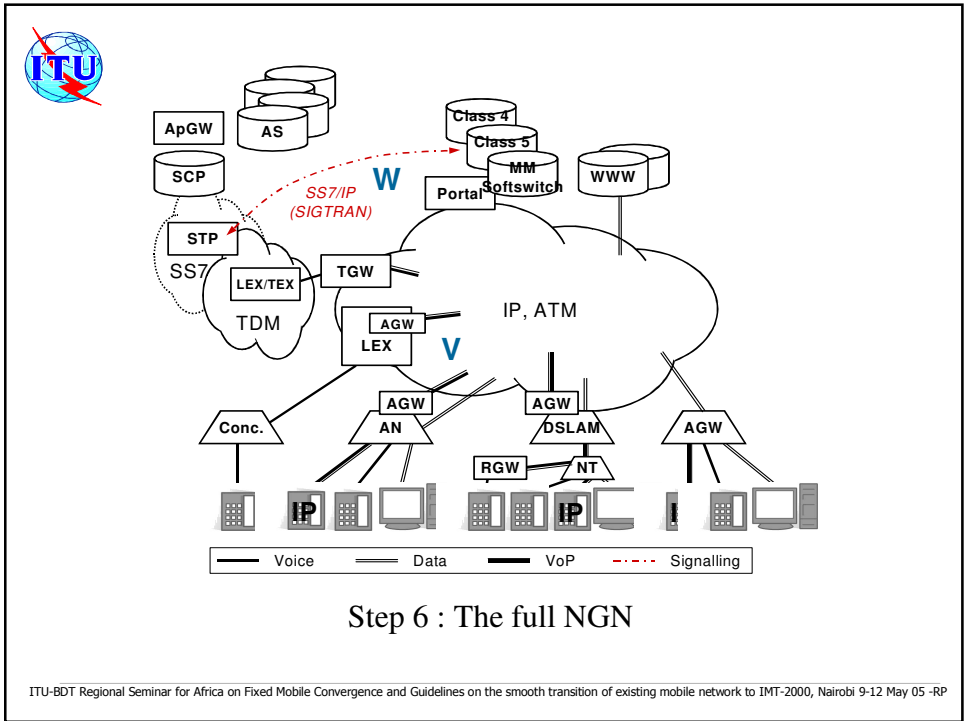 ITU
ApGW
AS
SCP
STP
SS7
LEX/TEX
TDM
SS7/IP
(SIGTRAN)
W
Class 4
Class 5
MM
Softswitch
Portal
WWW
TGW
AGW
LEX
V
IP, ATM
AGW
AGW
Conc.
AN
DSLAM
AGW
RGW
NT
IP
IP
I
Voice
Data
VoP
Signalling
Step 6 : The full NGN
ITU-BDT Regional Seminar for Africa on Fixed Mobile Convergence and Guidelines on the smooth transition of existing mobile network to IMT-2000, Nairobi 9-12 May 05 -RP